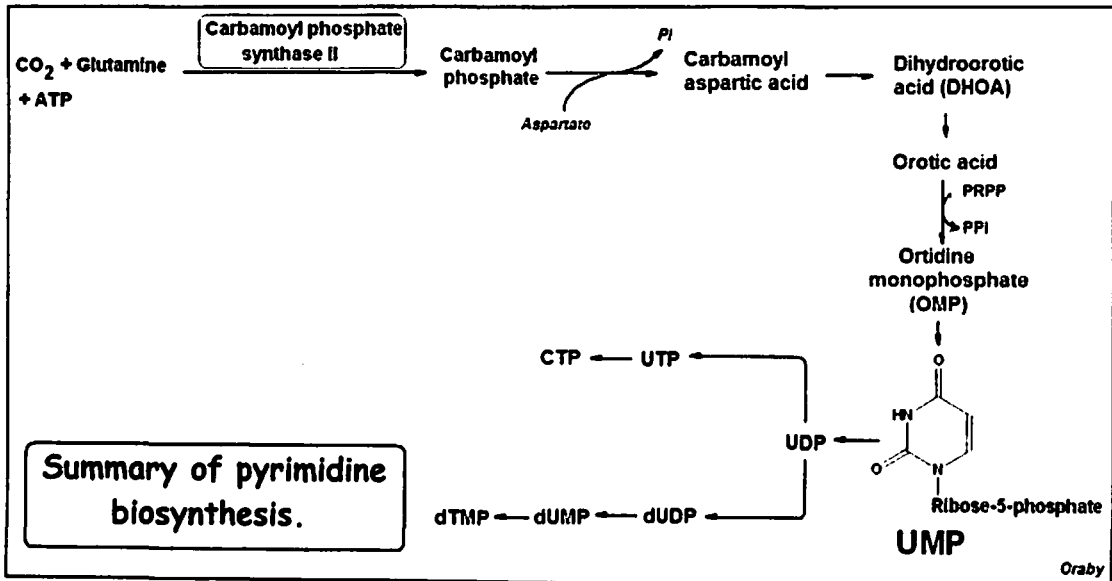 Carbamoyl phosphate
synthase II
CO₂ + Glutamine
+ ATP
Carbamoyl
phosphate
Pi
Aspartate
Carbamoyl
aspartic acid
Dihydroorotic
acid (DHOA)
Orotic acid
PRPP
PPi
Ortidine
monophosphate
(OMP)
O
HN
O
N
Ribose-5-phosphate
UMP
UDP
UTP
CTP
dUDP
dUMP
dTMP
Summary of pyrimidine
biosynthesis.
Oraby